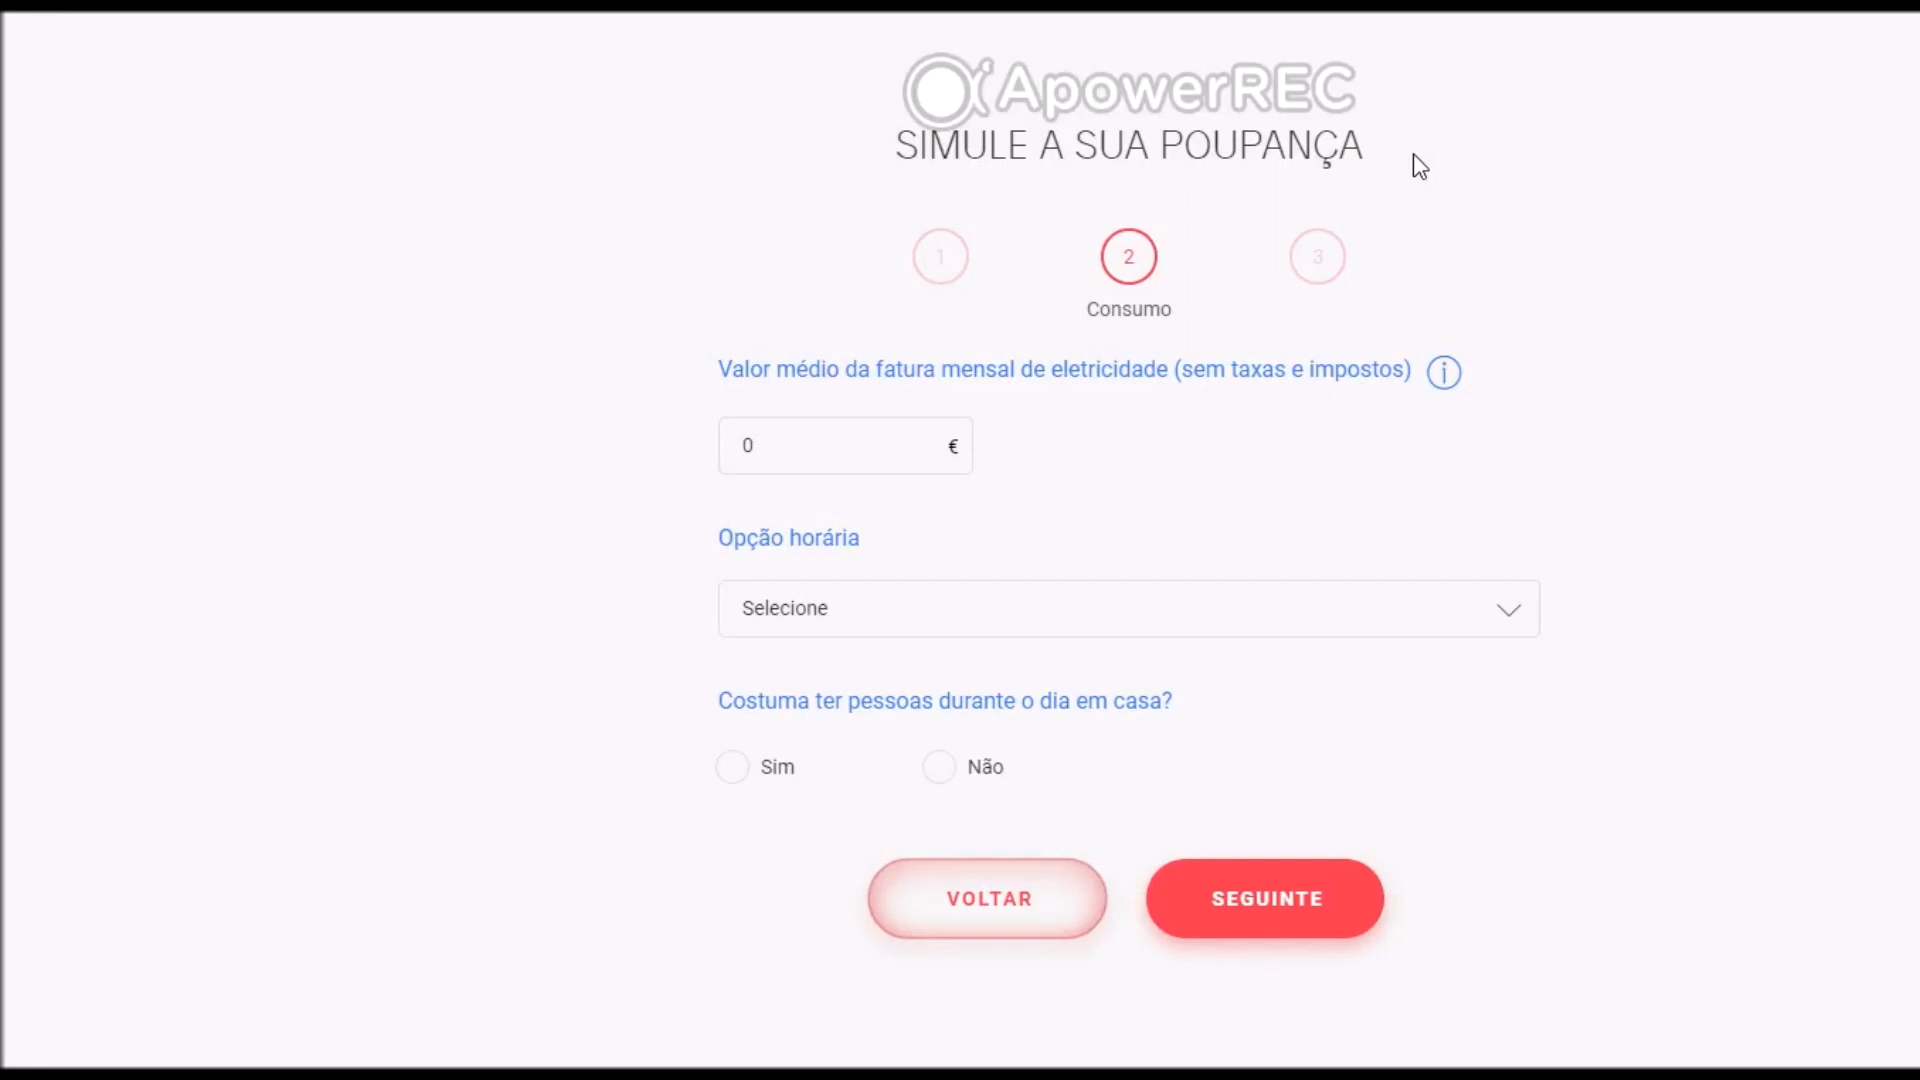 ApowerREC
SIMULE A SUA POUPANÇA
1
2
3
Consumo
Valor médio da fatura mensal de eletricidade (sem taxas e impostos) i
0 €
Opção horária
Selecione
Costuma ter pessoas durante o dia em casa?
Sim Não
VOLTAR SEGUINTE